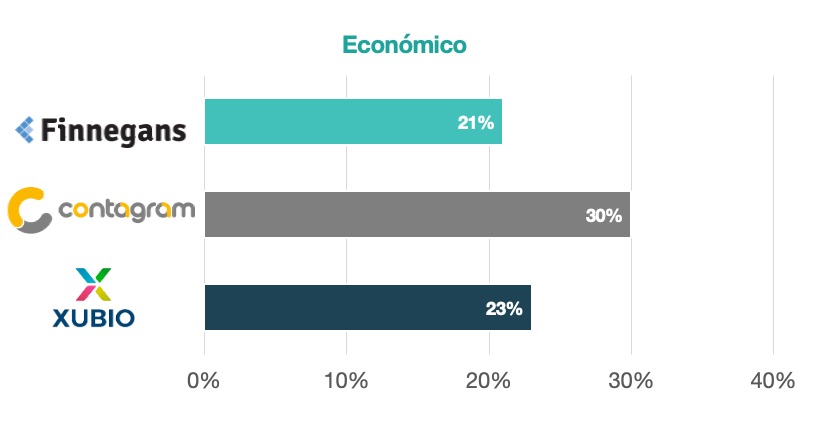 Económico
Finnegans
21%
contagram
30%
XUBIO
23%
0% 10% 20% 30% 40%